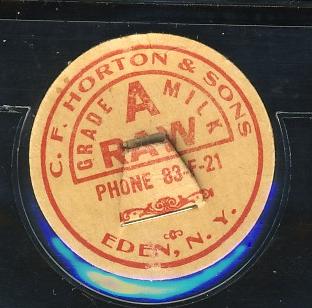 C. F. HORTON & SONS
GRADE A MILK
RAW
PHONE 83-F-21
EDEN, N. Y.